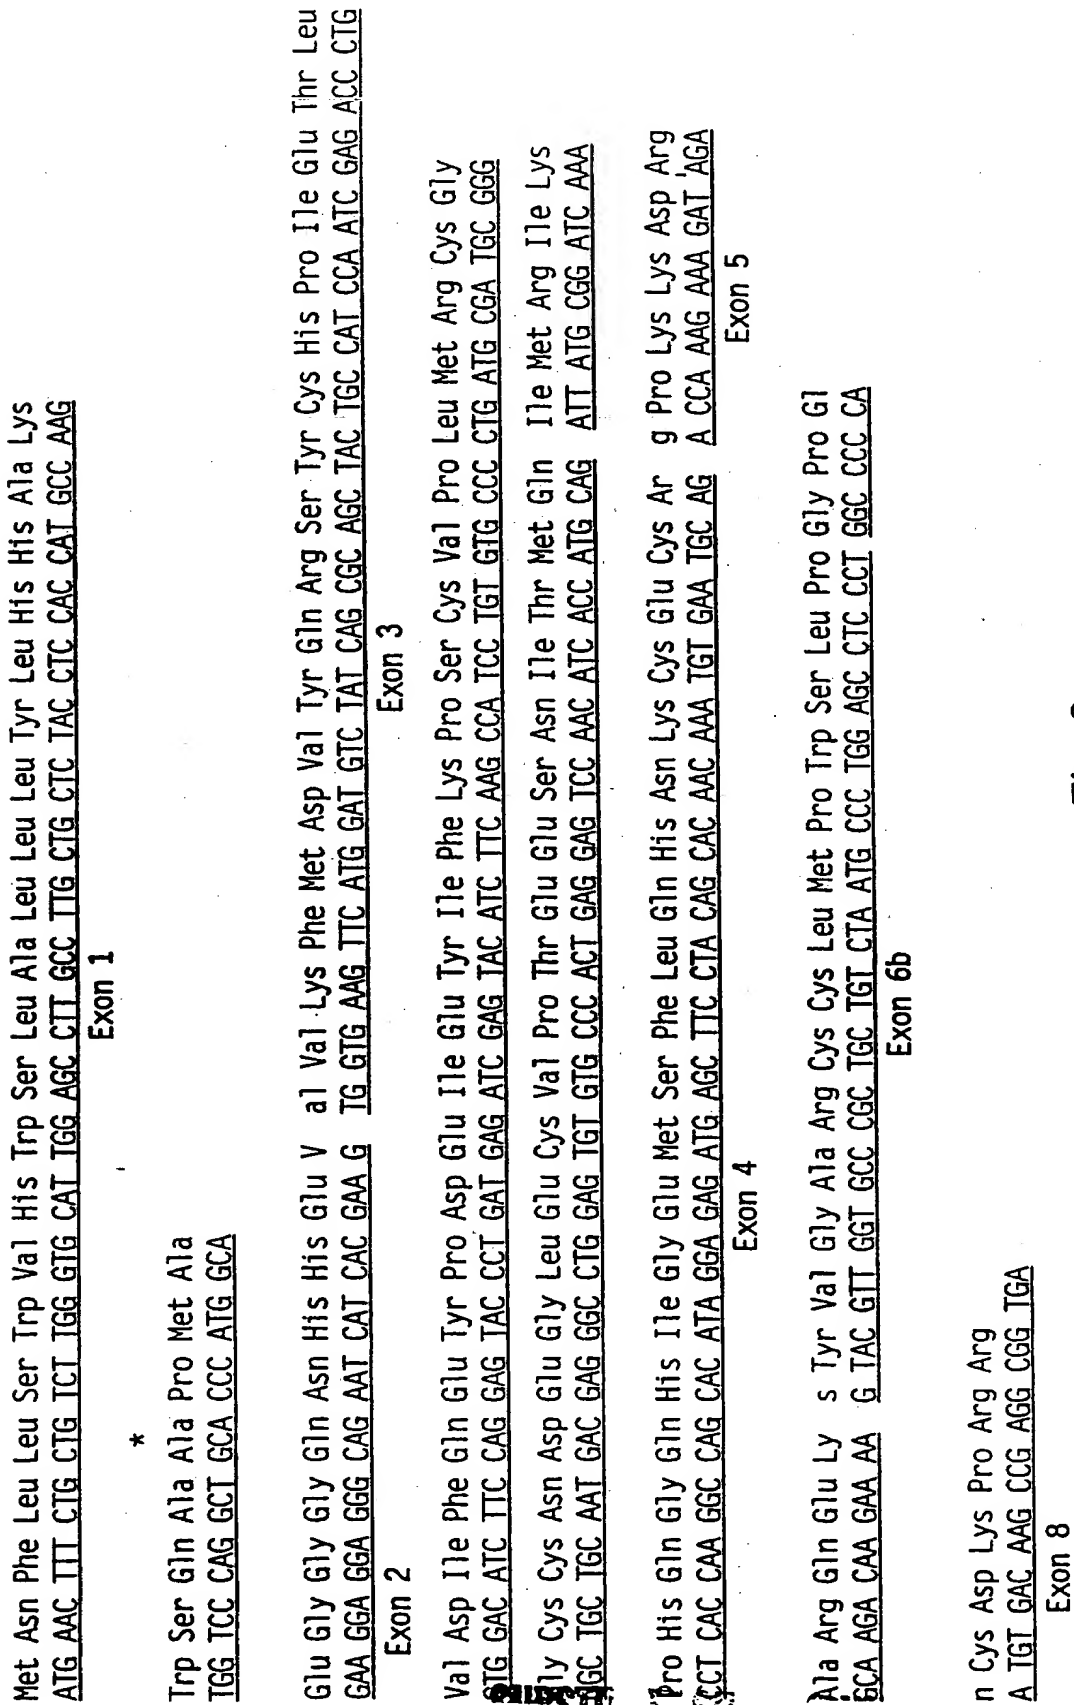 Met Asn Phe Leu Leu Ser Trp Val His Trp Ser Leu Ala Leu Leu Leu Tyr Leu His His Ala Lys
ATG AAC TTT CTG CTG TCT TGG GTG CAT TGG AGC CTT GCC TTG CTG CTC TAC CTC CAC CAT GCC AAG
Exon 1
*
Trp Ser Gln Ala Ala Pro Met Ala
TGG TCC CAG GCT GCA CCC ATG GCA
Glu Gly Gly Gly Gln Asn His His Glu V al Val Lys Phe Met Asp Val Tyr Gln Arg Ser Tyr Cys His Pro Ile Glu Thr Leu
GAA GGA GGA GGG CAG AAT CAT CAC GAA G TG GTG AAG TTC ATG GAT GTC TAT CAG CGC AGC TAC TGC CAT CCA ATC GAG ACC CTG
Exon 2 Exon 3
Val Asp Ile Phe Gln Glu Tyr Pro Asp Glu Ile Glu Tyr Ile Phe Lys Pro Ser Cys Val Pro Leu Met Arg Cys Gly
GTG GAC ATC TTC CAG GAG TAC CCT GAT GAG ATC GAG TAC ATC TTC AAG CCA TCC TGT GTG CCC CTG ATG CGA TGC GGG
Gly Cys Cys Asn Asp Glu Gly Leu Glu Cys Val Pro Thr Glu Glu Ser Asn Ile Thr Met Gln Ile Met Arg Ile Lys
GGC TGC TGC AAT GAC GAG GGC CTG GAG TGT GTG CCC ACT GAG GAG TCC AAC ATC ACC ATG CAG ATT ATG CGG ATC AAA
Pro His Gln Gly Gln His Ile Gly Glu Met Ser Phe Leu Gln His Asn Lys Cys Glu Cys Ar g Pro Lys Lys Asp Arg
CCT CAC CAA GGC CAG CAC ATA GGA GAG ATG AGC TTC CTA CAG CAC AAC AAA TGT GAA TGC AG A CCA AAG AAA GAT AGA
Exon 4 Exon 5
Ala Arg Gln Glu Ly s Tyr Val Gly Ala Arg Cys Cys Leu Met Pro Trp Ser Leu Pro Gly Pro Gl
GCA AGA CAA GAA AA G TAC GTT GGT GCC CGC TGC TGT CTA ATG CCC TGG AGC CTC CCT GGC CCC CA
Exon 6b
n Cys Asp Lys Pro Arg Arg
A TGT GAC AAG CCG AGG CGG TGA
Exon 8